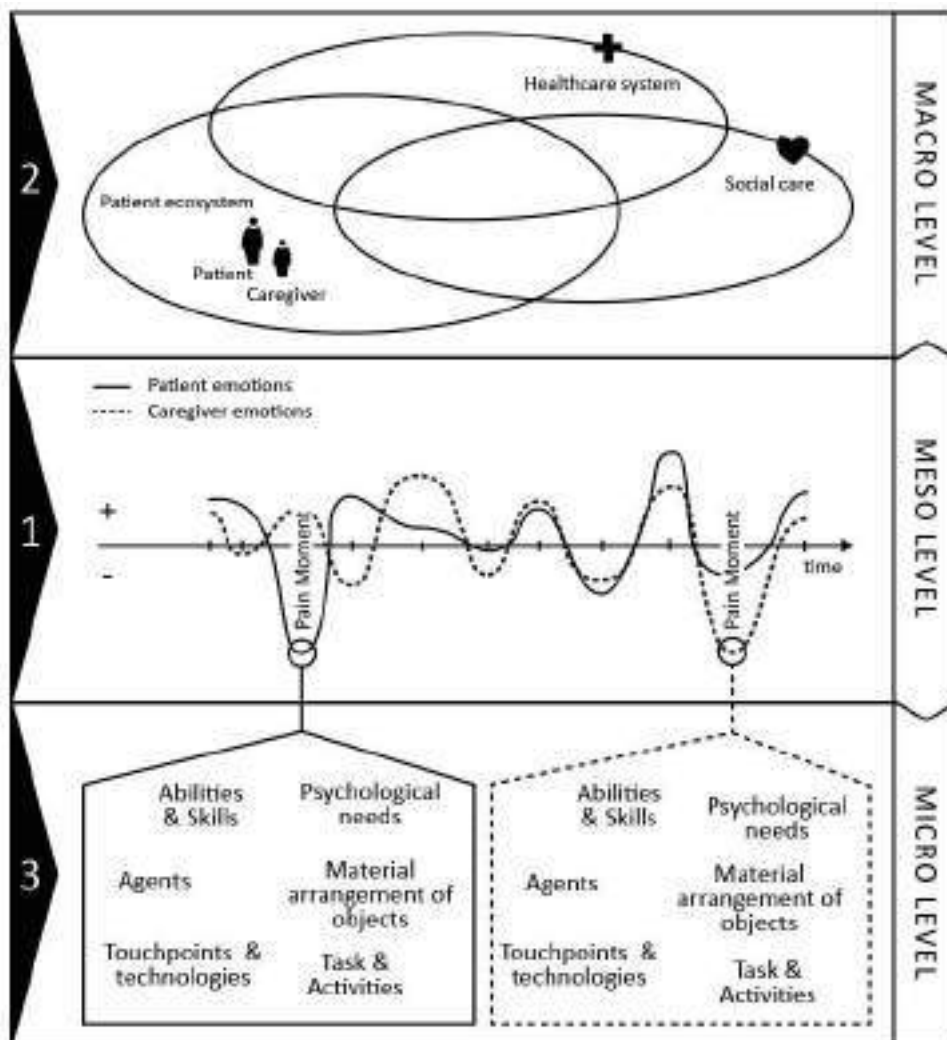 2
Healthcare system
Social care
Patient ecosystem
Patient
Caregiver
MACRO LEVEL
1
Patient emotions
Caregiver emotions
+
-
Pain Moment
Pain Moment
time
MESO LEVEL
3
Abilities
& Skills
Psychological
needs
Agents
Material
arrangement of
objects
Touchpoints &
technologies
Task &
Activities
Abilities
& Skills
Psychological
needs
Agents
Material
arrangement of
objects
Touchpoints &
technologies
Task &
Activities
MICRO LEVEL